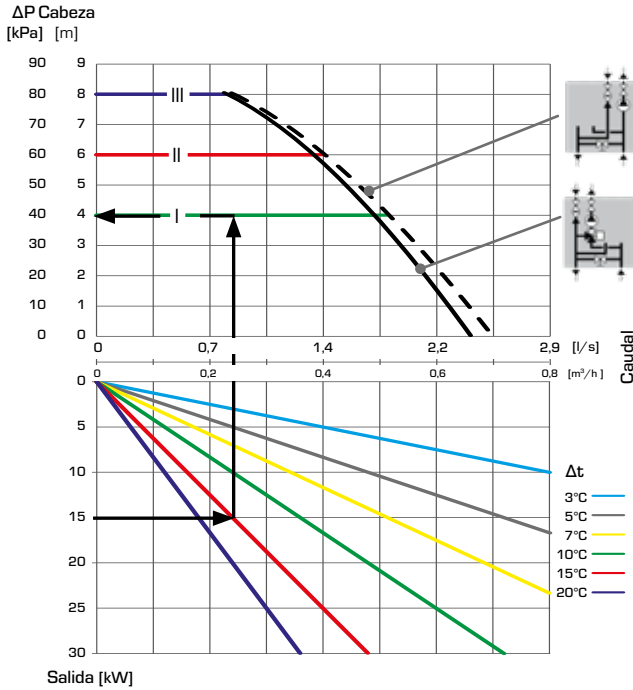 ΔP Cabeza
[kPa] [m]
90 9
80 8 III
70 7
60 6 II
50 5
40 4 I
30 3
20 2
10 1
0 0
0 0,7 1,4 2,2 2,9 [l/s]
0 0,2 0,4 0,6 0,8 [m³/h]
Caudal
0
5
10
15
20
25
30
Δt
3°C
5°C
7°C
10°C
15°C
20°C
Salida [kW]